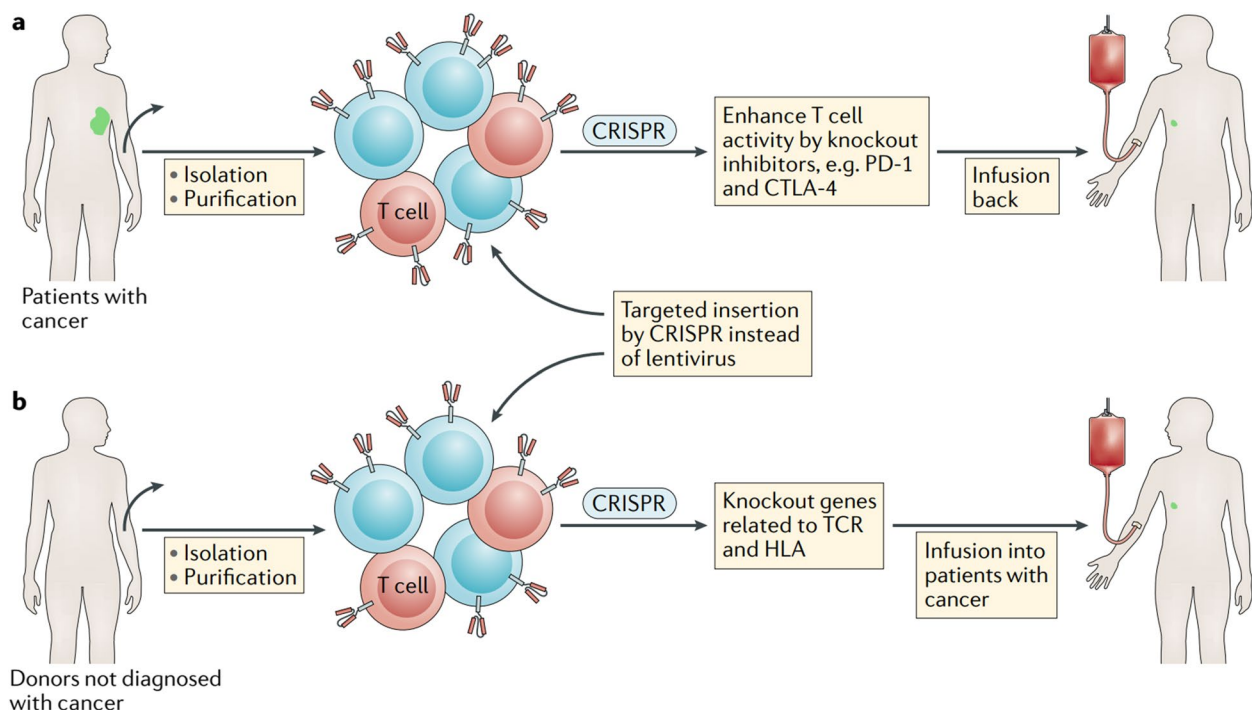 a
• Isolation
• Purification
T cell
CRISPR
Enhance T cell
activity by knockout
inhibitors, e.g. PD-1
and CTLA-4
Infusion
back
Patients with
cancer
Targeted insertion
by CRISPR instead
of lentivirus
b
• Isolation
• Purification
T cell
CRISPR
Knockout genes
related to TCR
and HLA
Infusion into
patients with
cancer
Donors not diagnosed
with cancer